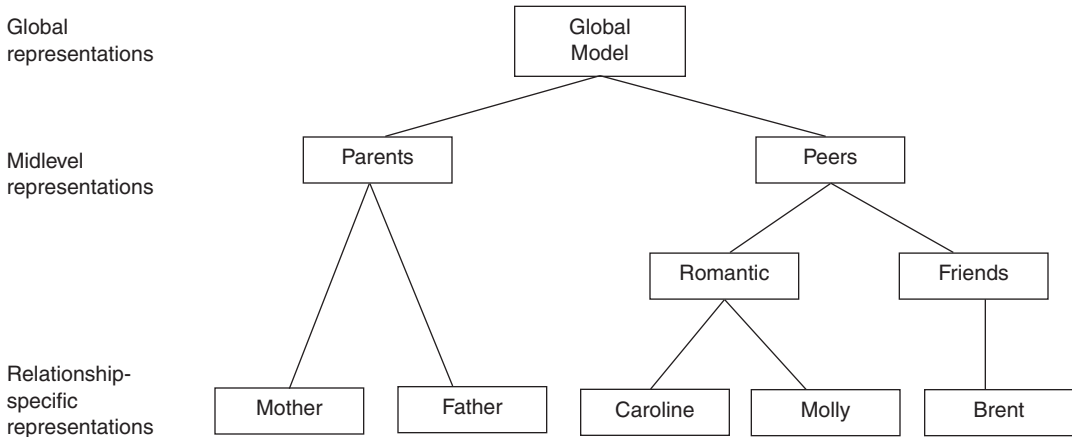 Global
representations
Global
Model
Midlevel
representations
Parents
Peers
Romantic
Friends
Relationship-
specific
representations
Mother
Father
Caroline
Molly
Brent